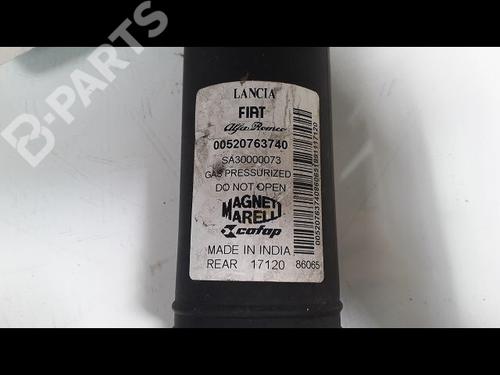 B-PARTS
LANCIA
FIAT
Alfa Romeo
00520763740
SA30000073
GAS PRESSURIZED
DO NOT OPEN
MAGNETI
MARELLI
cofap
MADE IN INDIA
REAR 17120 86065